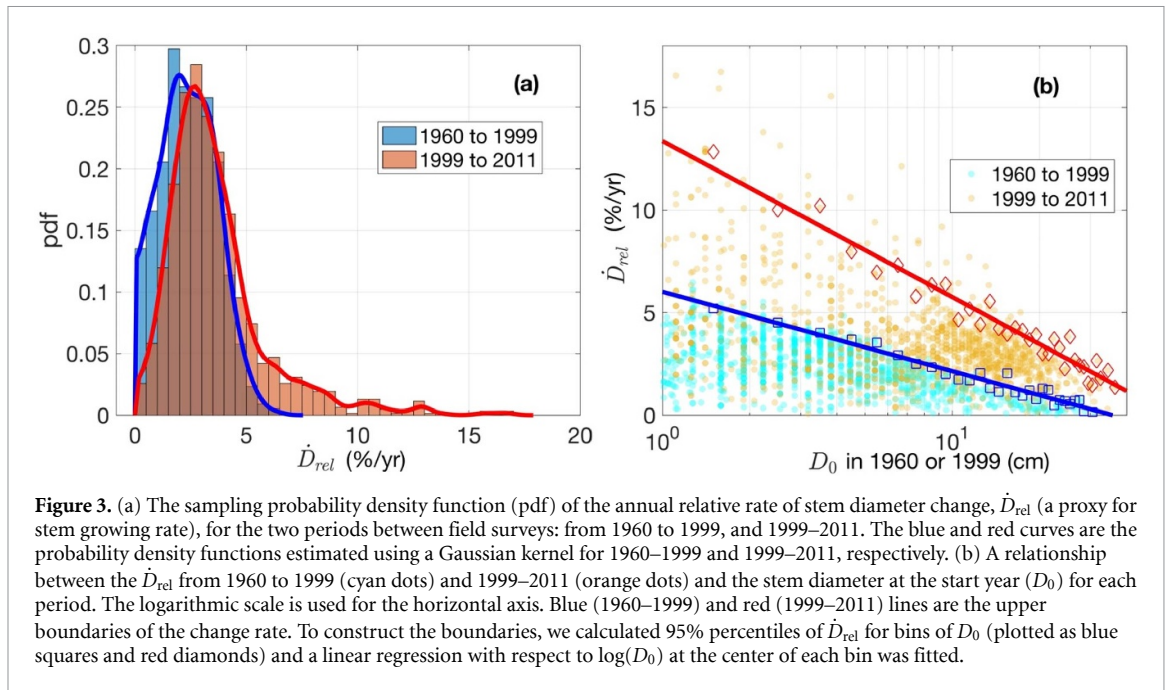 0.3
0.25
0.2
0.15
0.1
0.05
0
pdf
(a)
1960 to 1999
1999 to 2011
0 5 10 15 20
Ḋrel (%/yr)
15
10
5
0
Ḋrel (%/yr)
(b)
1960 to 1999
1999 to 2011
10⁰ 10¹
D₀ in 1960 or 1999 (cm)
Figure 3. (a) The sampling probability density function (pdf) of the annual relative rate of stem diameter change, Ḋrel (a proxy for
stem growing rate), for the two periods between field surveys: from 1960 to 1999, and 1999–2011. The blue and red curves are the
probability density functions estimated using a Gaussian kernel for 1960–1999 and 1999–2011, respectively. (b) A relationship
between the Ḋrel from 1960 to 1999 (cyan dots) and 1999–2011 (orange dots) and the stem diameter at the start year (D₀) for each
period. The logarithmic scale is used for the horizontal axis. Blue (1960–1999) and red (1999–2011) lines are the upper
boundaries of the change rate. To construct the boundaries, we calculated 95% percentiles of Ḋrel for bins of D₀ (plotted as blue
squares and red diamonds) and a linear regression with respect to log(D₀) at the center of each bin was fitted.